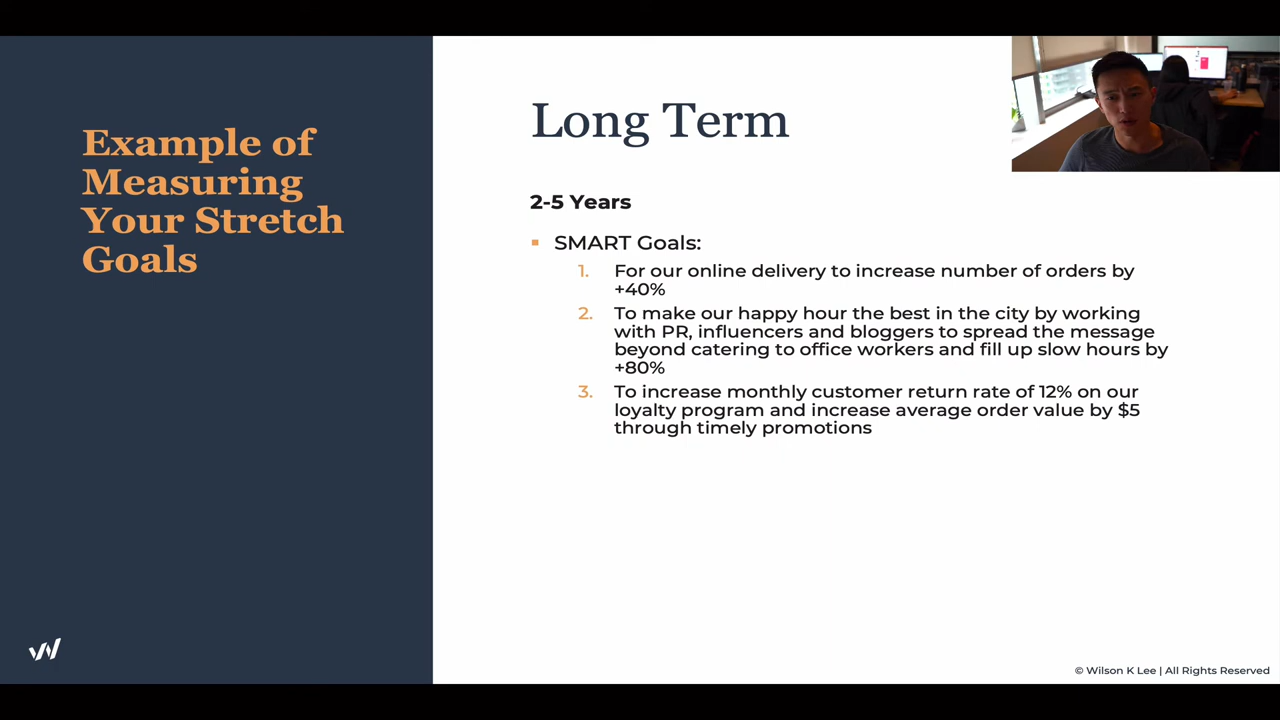 Example of
Measuring
Your Stretch
Goals
Long Term
2-5 Years
▪ SMART Goals:
1. For our online delivery to increase number of orders by
+40%
2. To make our happy hour the best in the city by working
with PR, influencers and bloggers to spread the message
beyond catering to office workers and fill up slow hours by
+80%
3. To increase monthly customer return rate of 12% on our
loyalty program and increase average order value by $5
through timely promotions
© Wilson K Lee | All Rights Reserved